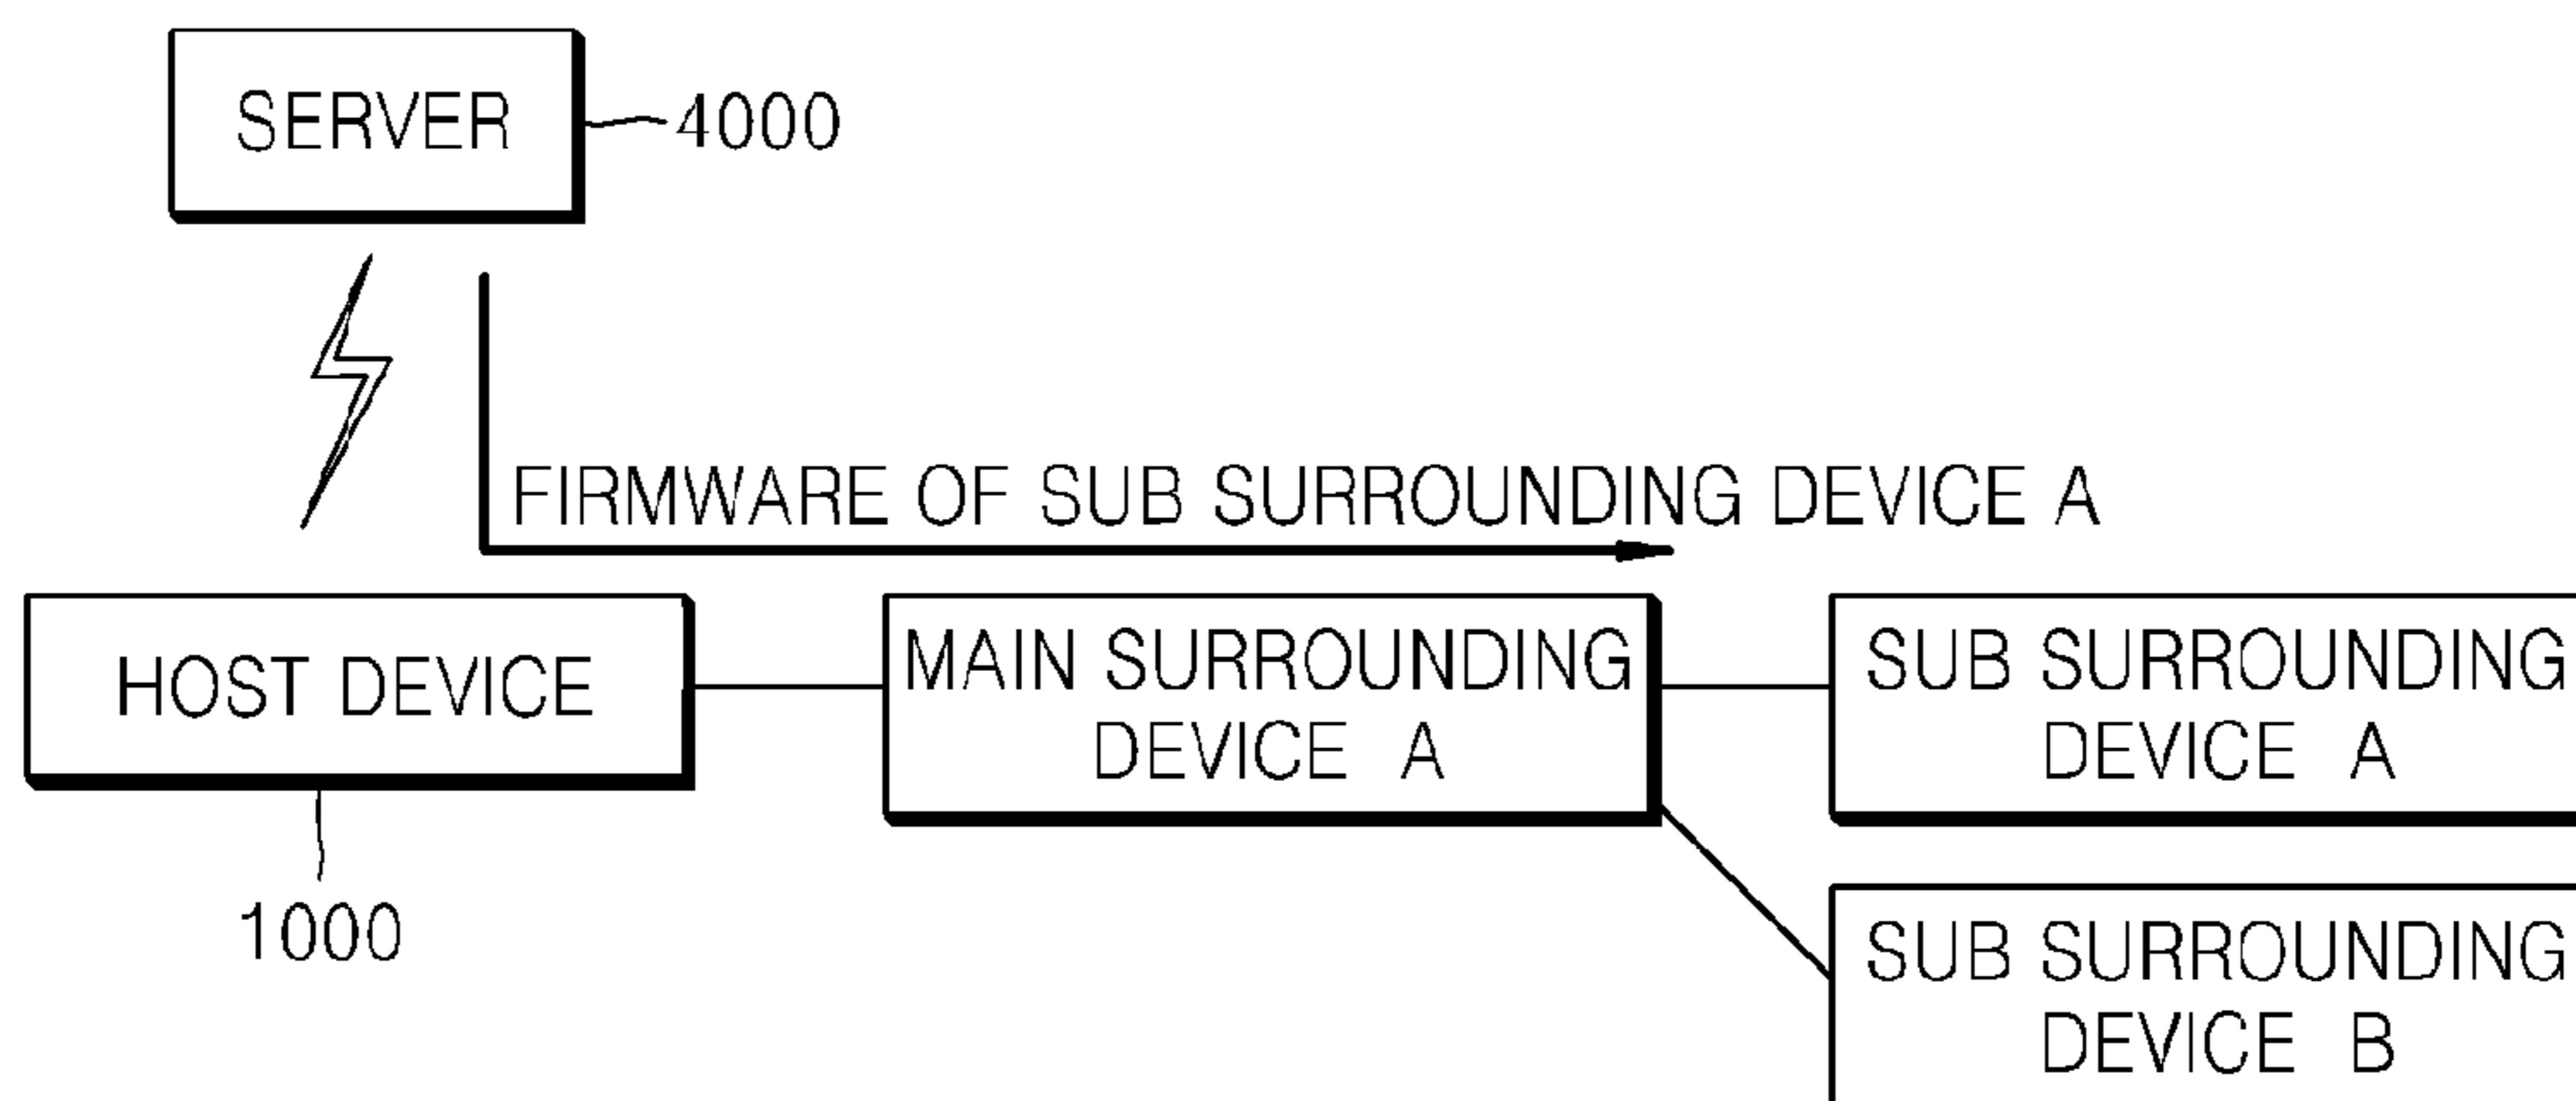 SERVER
4000
FIRMWARE OF SUB SURROUNDING DEVICE A
HOST DEVICE
1000
MAIN SURROUNDING
DEVICE A
SUB SURROUNDING
DEVICE A
SUB SURROUNDING
DEVICE B